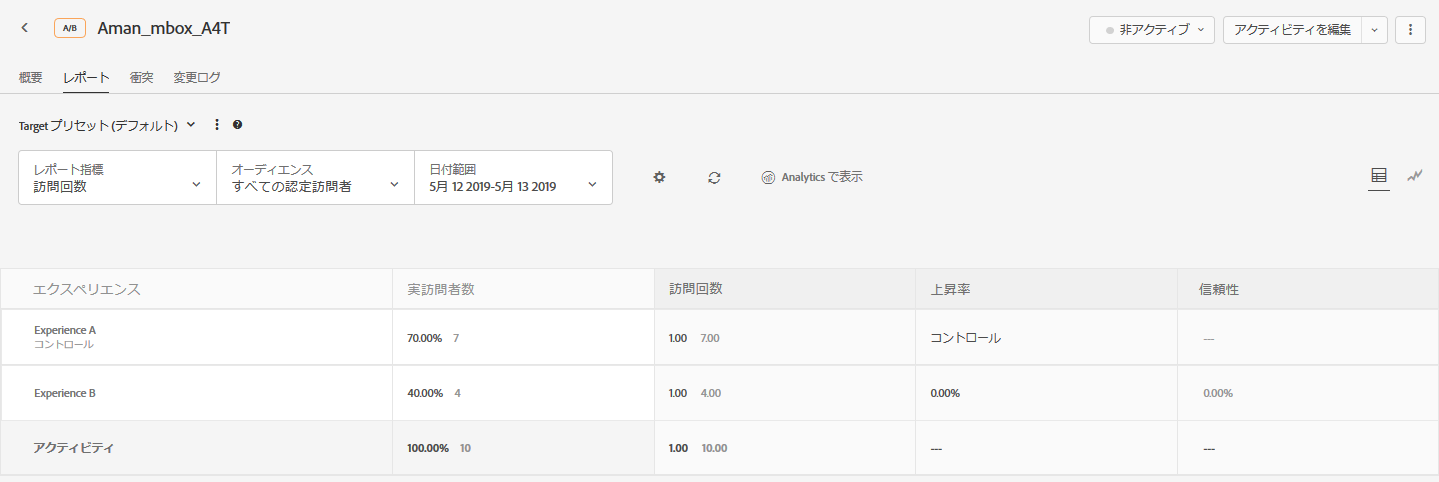 A/B Aman_mbox_A4T 非アクティブ アクティビティを編集
概要 レポート 衝突 変更ログ
Target プリセット (デフォルト)
レポート指標 オーディエンス 日付範囲
訪問回数 すべての認定訪問者 5月 12 2019-5月 13 2019 Analytics で表示
エクスペリエンス 実訪問者数 訪問回数 上昇率 信頼性
Experience A
コントロール
70.00% 7 1.00 7.00 コントロール ---
Experience B 40.00% 4 1.00 4.00 0.00% 0.00%
アクティビティ 100.00% 10 1.00 10.00 --- ---